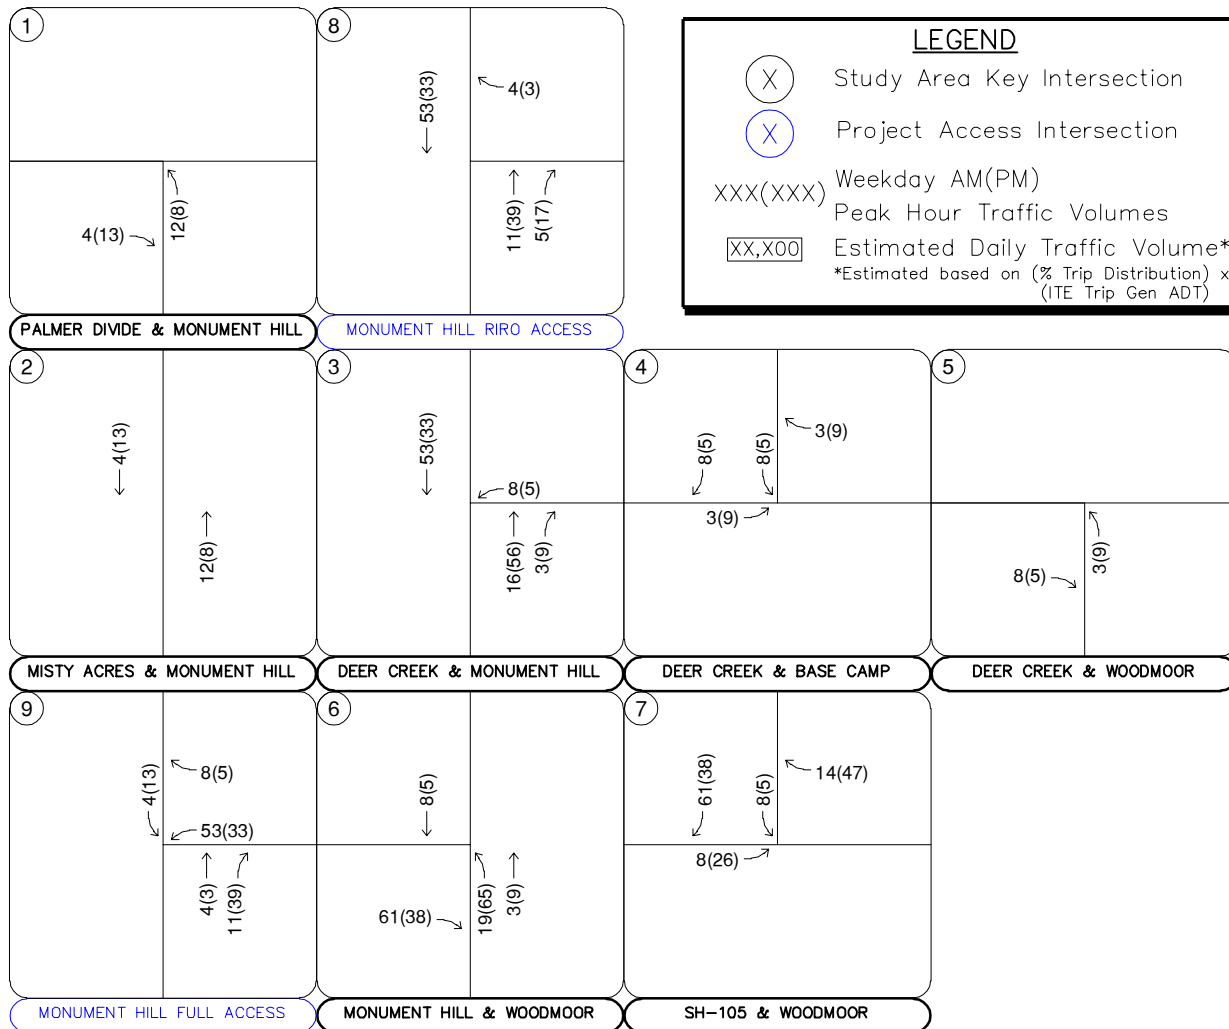 1
4(13)
12(8)
PALMER DIVIDE & MONUMENT HILL
8
53(33)
4(3)
11(39)
5(17)
MONUMENT HILL RIRO ACCESS
LEGEND
X Study Area Key Intersection
X Project Access Intersection
XXX(XXX) Weekday AM(PM)
Peak Hour Traffic Volumes
XX,X00 Estimated Daily Traffic Volume*
*Estimated based on (% Trip Distribution) x
(ITE Trip Gen ADT)
2
4(13)
12(8)
MISTY ACRES & MONUMENT HILL
3
53(33)
8(5)
16(56)
3(9)
DEER CREEK & MONUMENT HILL
4
8(5)
8(5)
3(9)
3(9)
DEER CREEK & BASE CAMP
5
8(5)
3(9)
DEER CREEK & WOODMOOR
9
4(13)
8(5)
53(33)
4(3)
11(39)
MONUMENT HILL FULL ACCESS
6
8(5)
61(38)
19(65)
3(9)
MONUMENT HILL & WOODMOOR
7
61(38)
8(5)
14(47)
8(26)
SH-105 & WOODMOOR